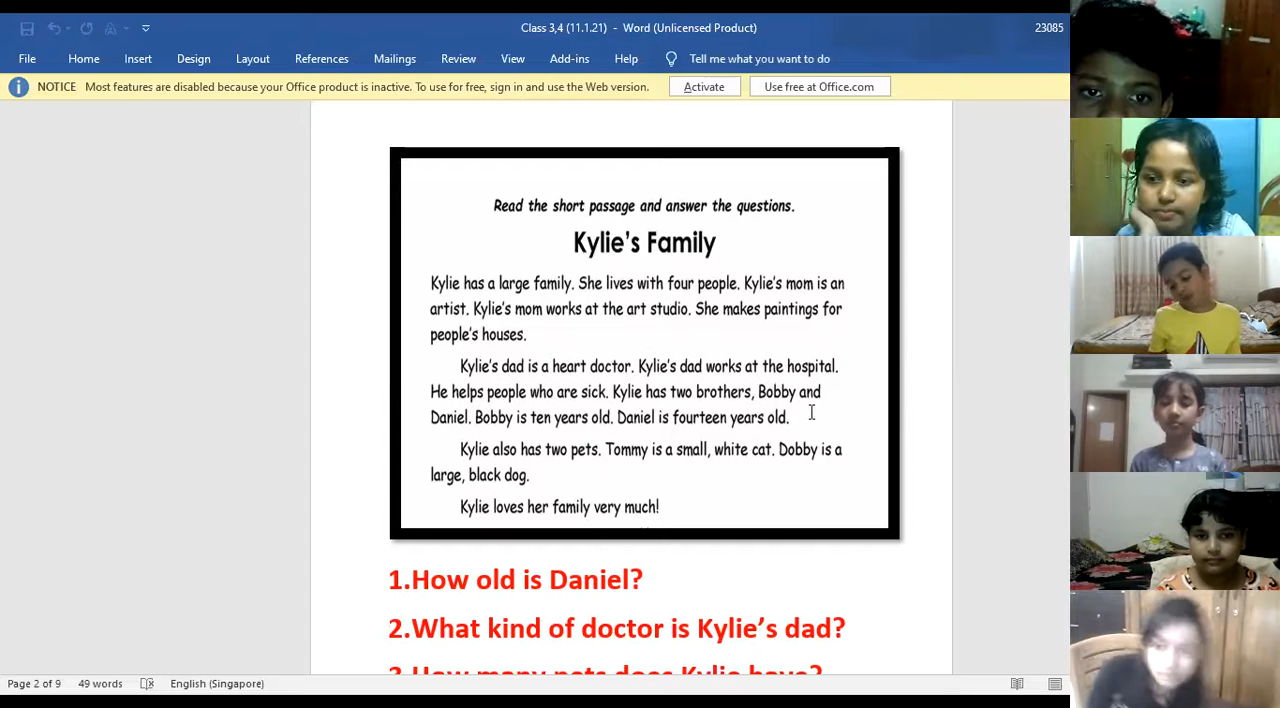 Class 3,4 (11.1.21) - Word (Unlicensed Product)
23085
File Home Insert Design Layout References Mailings Review View Add-ins Help Tell me what you want to do
NOTICE Most features are disabled because your Office product is inactive. To use for free, sign in and use the Web version. Activate Use free at Office.com
Read the short passage and answer the questions.
Kylie's Family
Kylie has a large family. She lives with four people. Kylie's mom is an
artist. Kylie's mom works at the art studio. She makes paintings for
people's houses.
Kylie's dad is a heart doctor. Kylie's dad works at the hospital.
He helps people who are sick. Kylie has two brothers, Bobby and
Daniel. Bobby is ten years old. Daniel is fourteen years old.
Kylie also has two pets. Tommy is a small, white cat. Dobby is a
large, black dog.
Kylie loves her family very much!
1.How old is Daniel?
2.What kind of doctor is Kylie's dad?
3.How many pets does Kylie have?
Page 2 of 9 49 words English (Singapore)